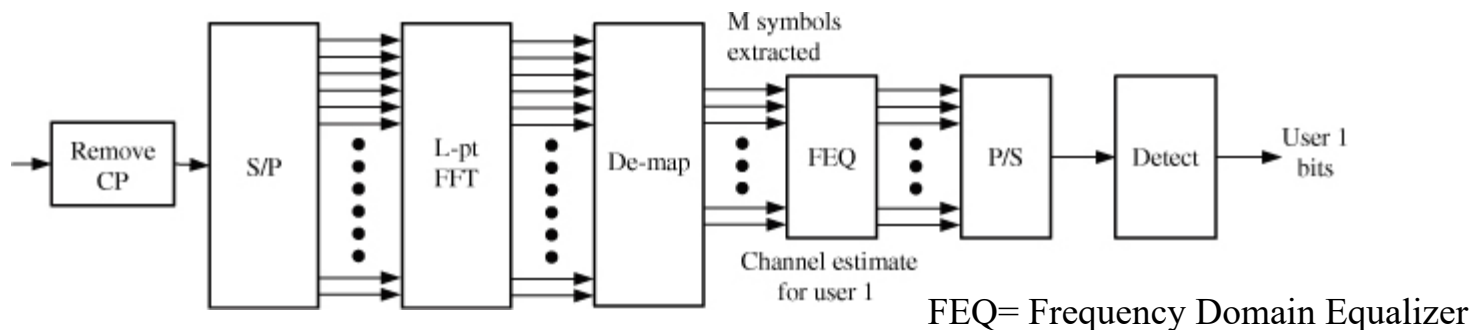 Remove
CP
S/P
L-pt
FFT
De-map
M symbols
extracted
FEQ
Channel estimate
for user 1
P/S
Detect
User 1
bits
FEQ= Frequency Domain Equalizer